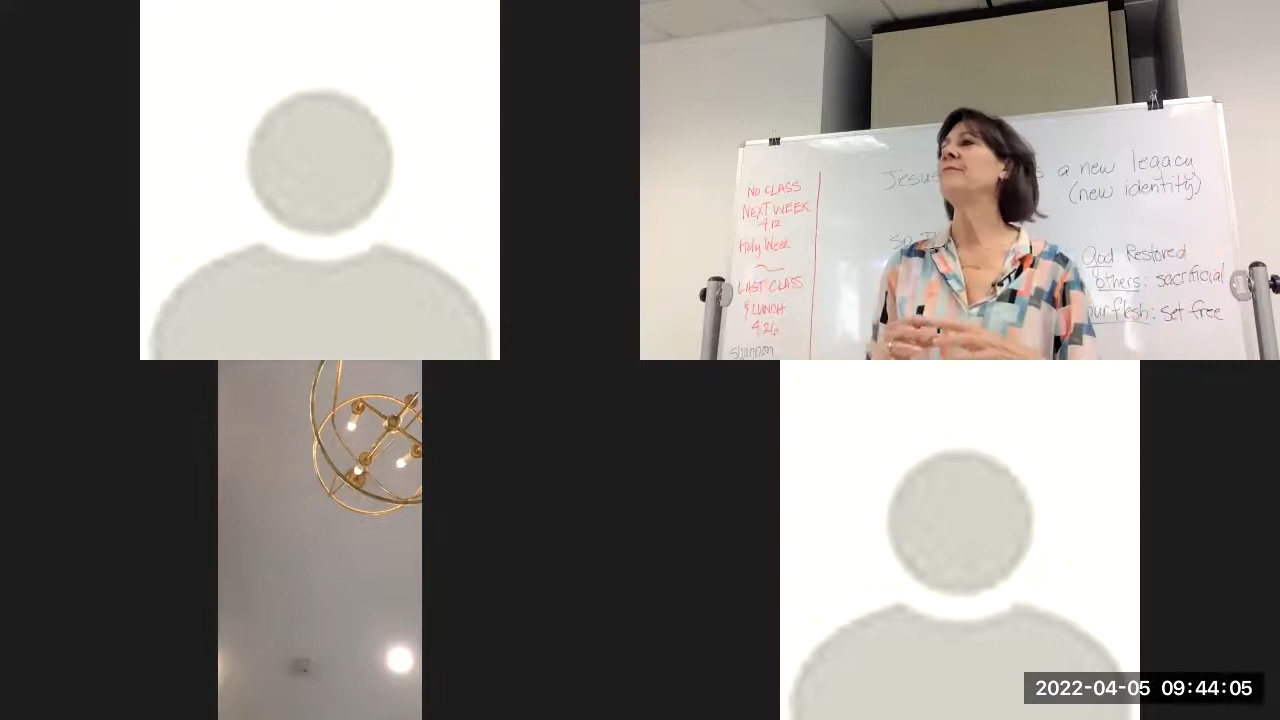 NO CLASS
NEXT WEEK
4/12
Holy Week
LAST CLASS
& LUNCH
4/26
shannon
a new legacy
(new identity)
God Restored
others: sacrificial
our flesh: set free
2022-04-05 09:44:05